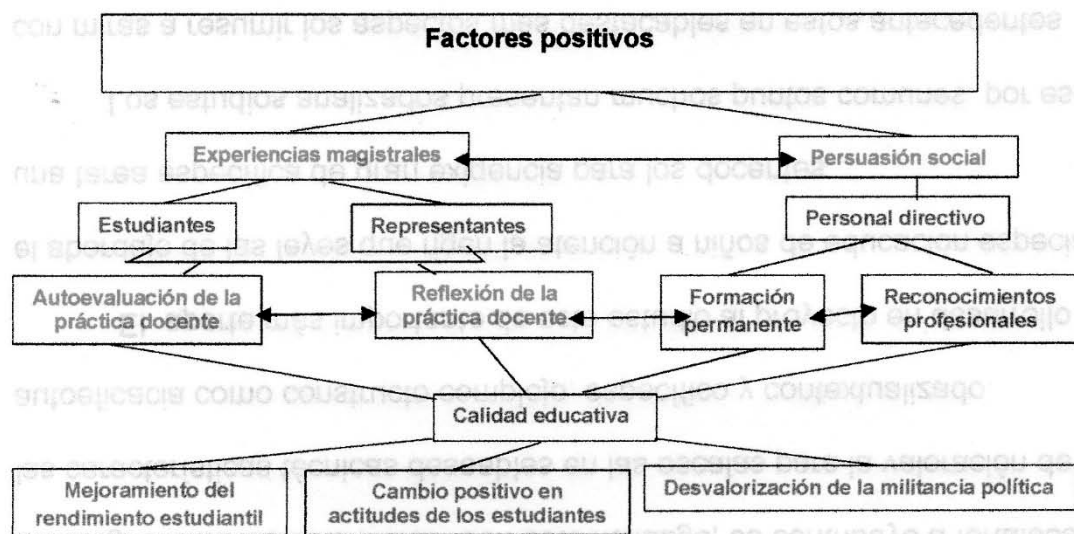 Factores positivos
Experiencias magistrales
Persuasión social
Estudiantes
Representantes
Personal directivo
Autoevaluación de la
práctica docente
Reflexión de la
práctica docente
Formación
permanente
Reconocimientos
profesionales
Calidad educativa
Mejoramiento del
rendimiento estudiantil
Cambio positivo en
actitudes de los estudiantes
Desvalorización de la militancia política